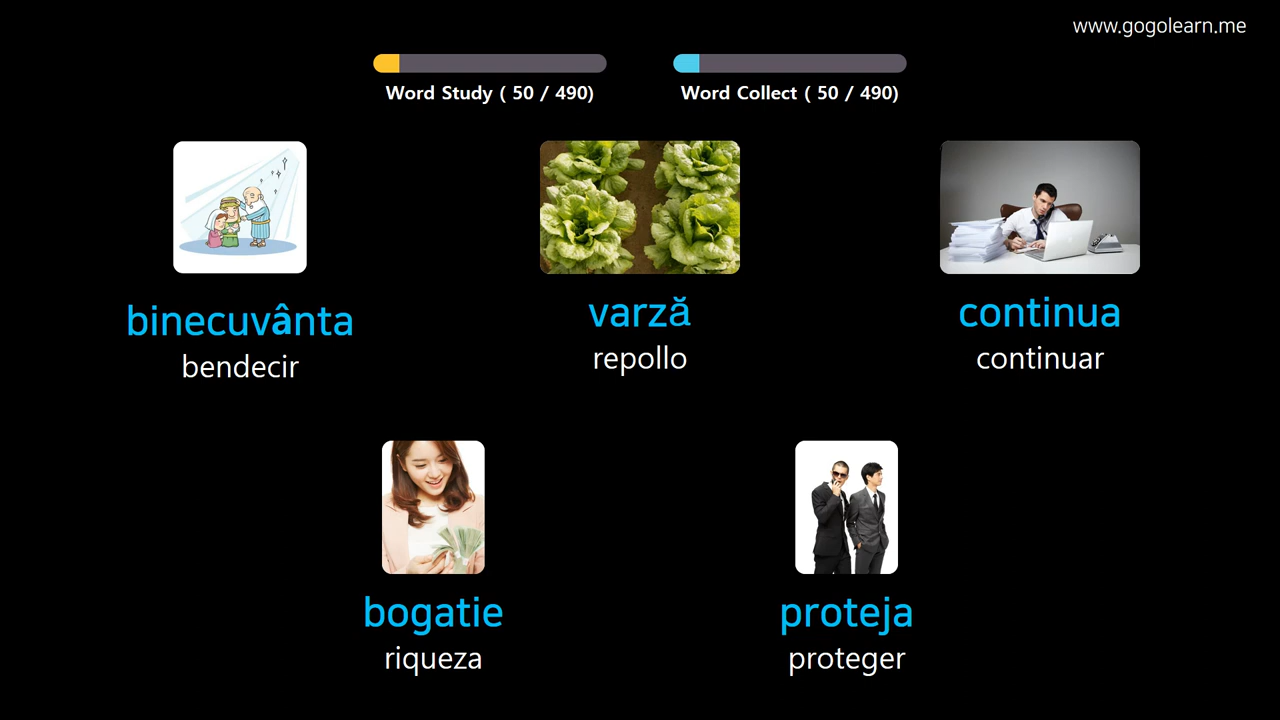 www.gogolearn.me
Word Study ( 50 / 490)
Word Collect ( 50 / 490)
binecuvânta
bendecir
varză
repollo
continua
continuar
bogatie
riqueza
proteja
proteger